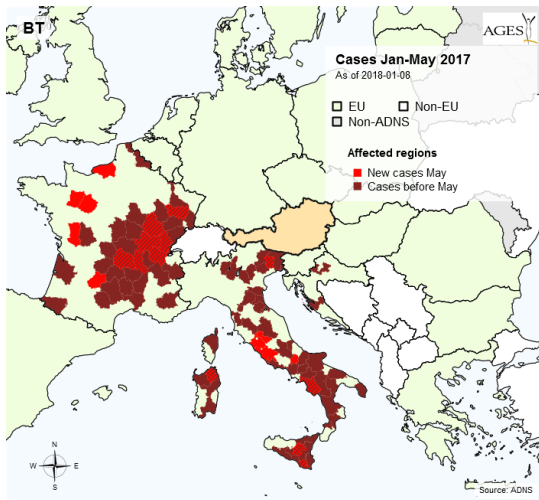 BT
AGES
Cases Jan-May 2017
As of 2018-01-08
EU Non-EU
Non-ADNS
Affected regions
New cases May
Cases before May
N
W E
S
Source: ADNS